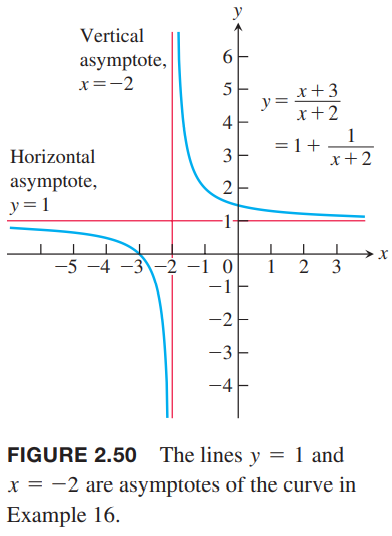 y
Vertical
asymptote,
x = −2
6
5
y = x + 3 / x + 2
4
= 1 + 1 / x + 2
3
Horizontal
asymptote,
y = 1
2
1
x
−5 −4 −3 −2 −1 0 1 2 3
−1
−2
−3
−4
FIGURE 2.50 The lines y = 1 and
x = −2 are asymptotes of the curve in
Example 16.